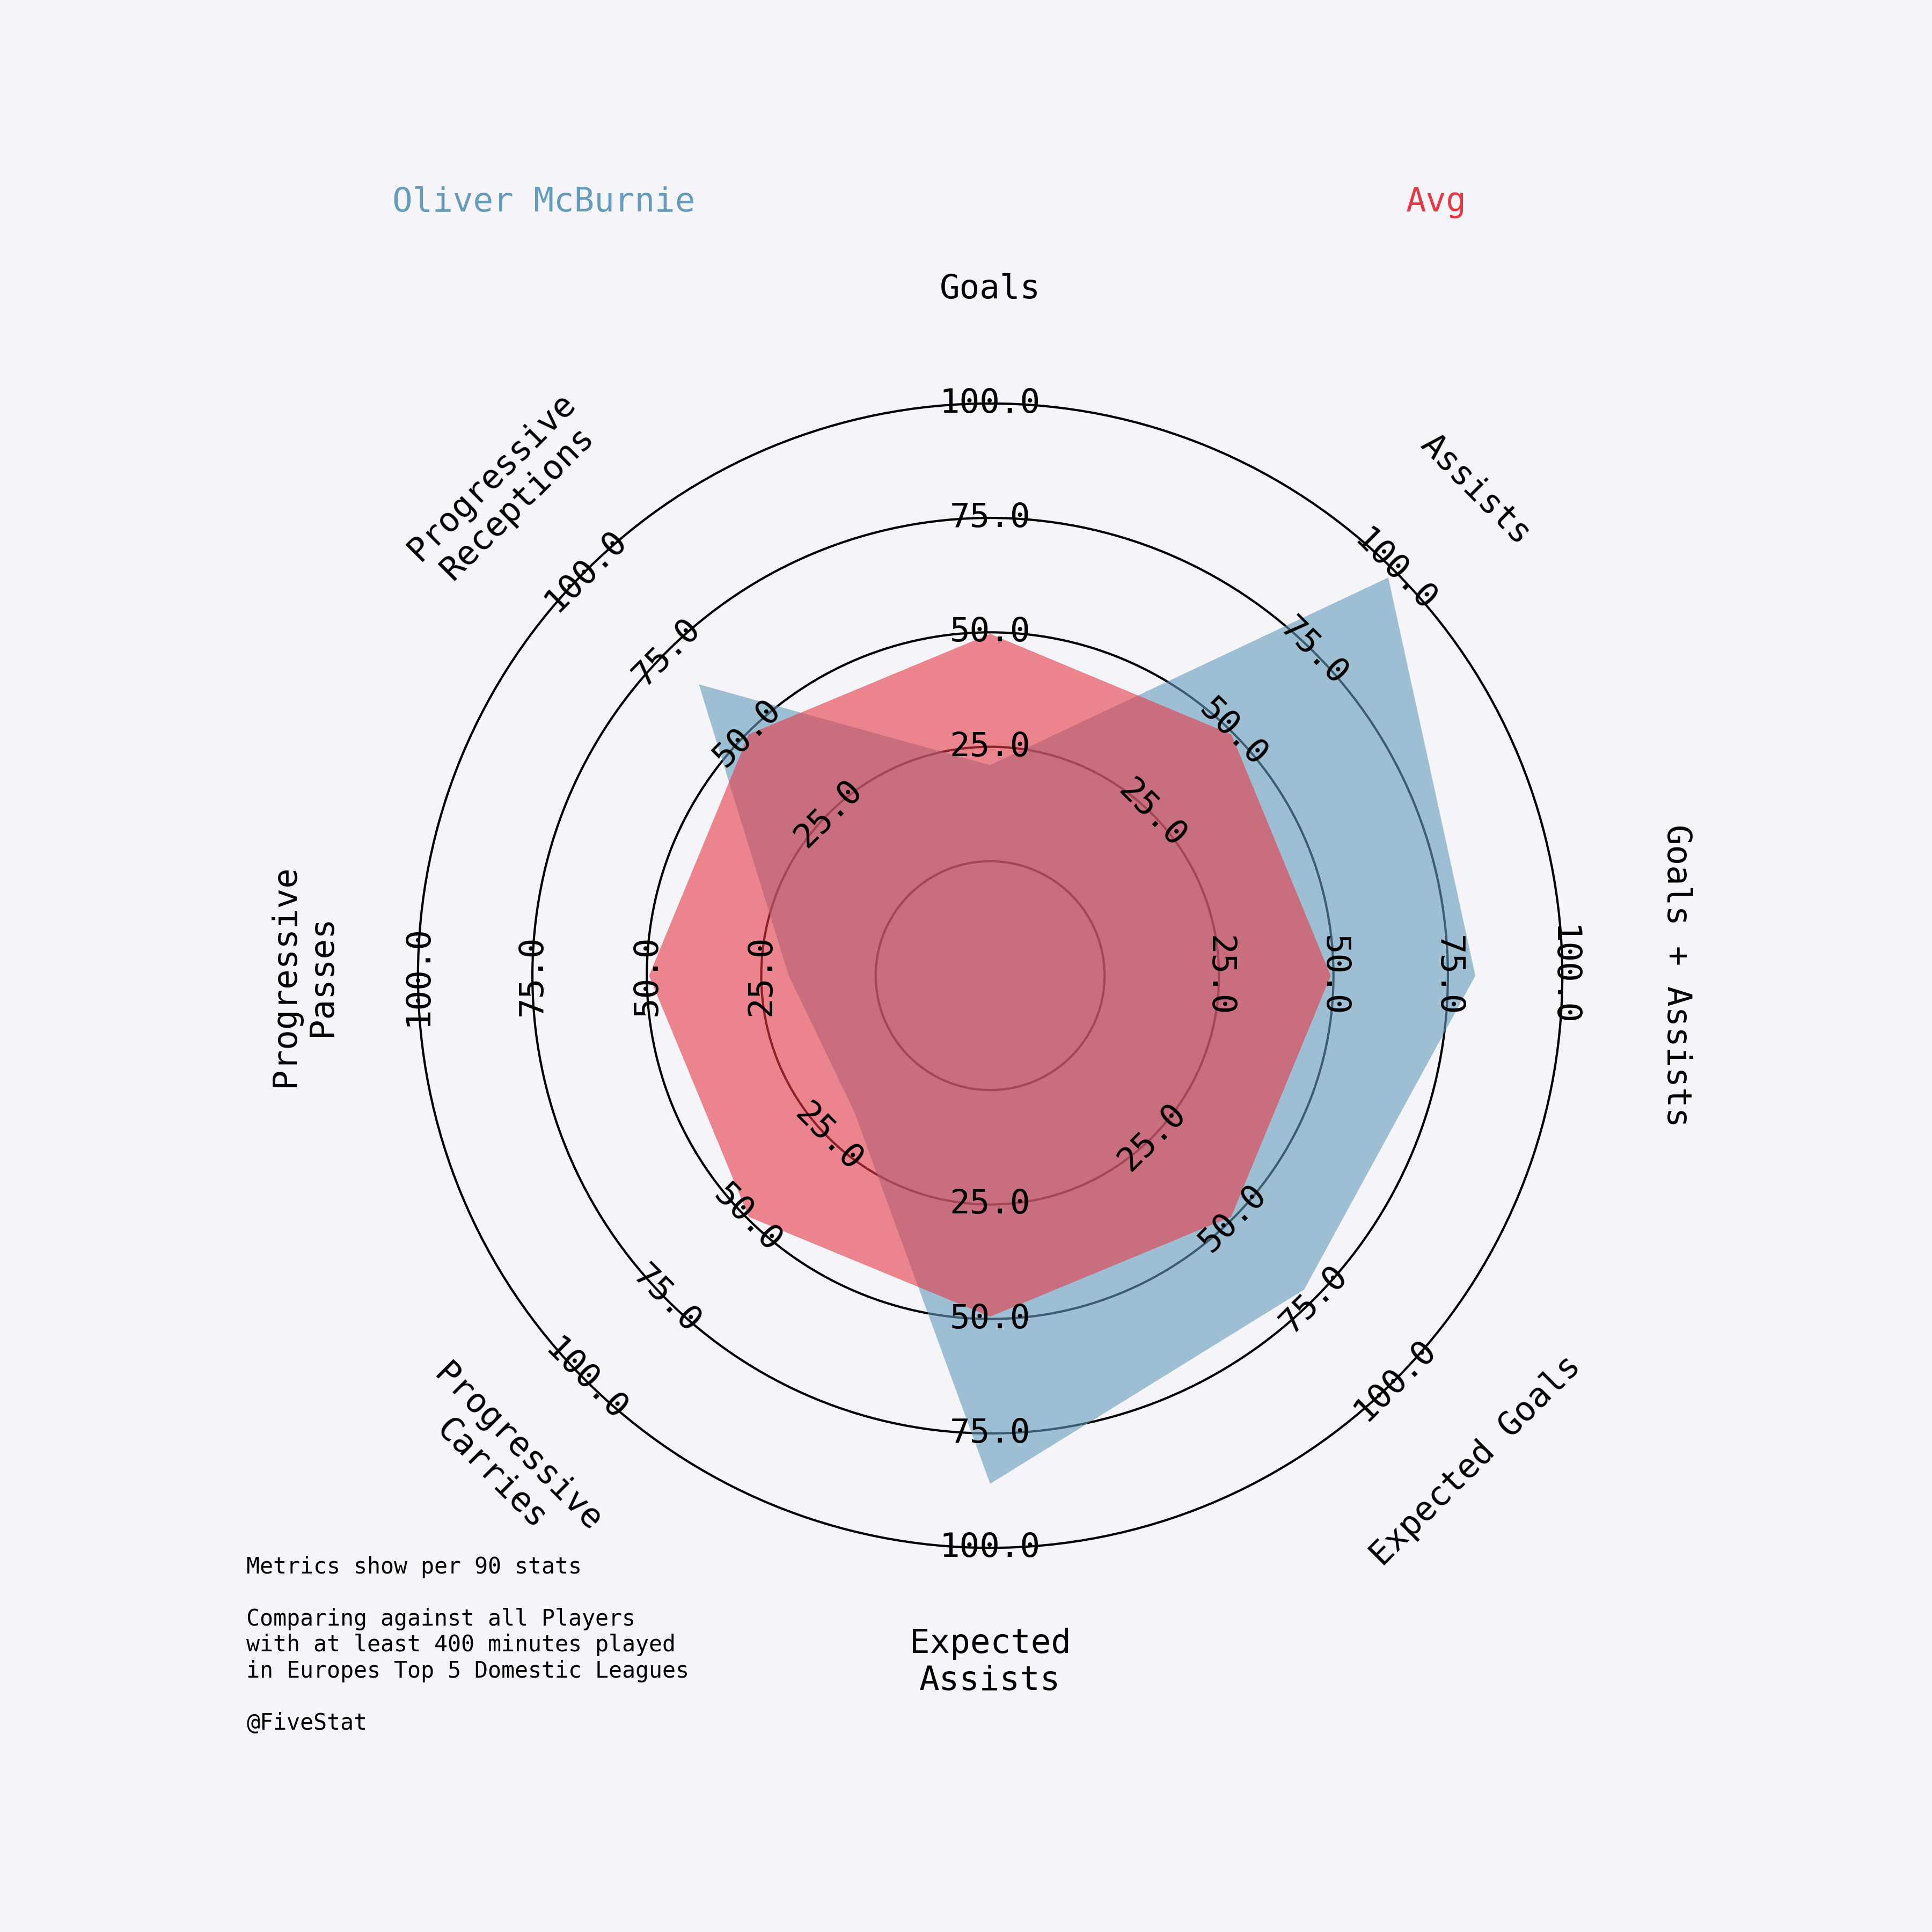 Oliver McBurnie
Avg
Goals
100.0
75.0
50.0
25.0
Assists
100.0
75.0
50.0
25.0
Goals + Assists
100.0
75.0
50.0
25.0
Expected Goals
100.0
75.0
50.0
25.0
Expected
Assists
100.0
75.0
50.0
25.0
Progressive
Carries
100.0
75.0
50.0
25.0
Progressive
Passes
100.0
75.0
50.0
25.0
Progressive
Receptions
100.0
75.0
50.0
25.0
Metrics show per 90 stats
Comparing against all Players
with at least 400 minutes played
in Europes Top 5 Domestic Leagues
@FiveStat